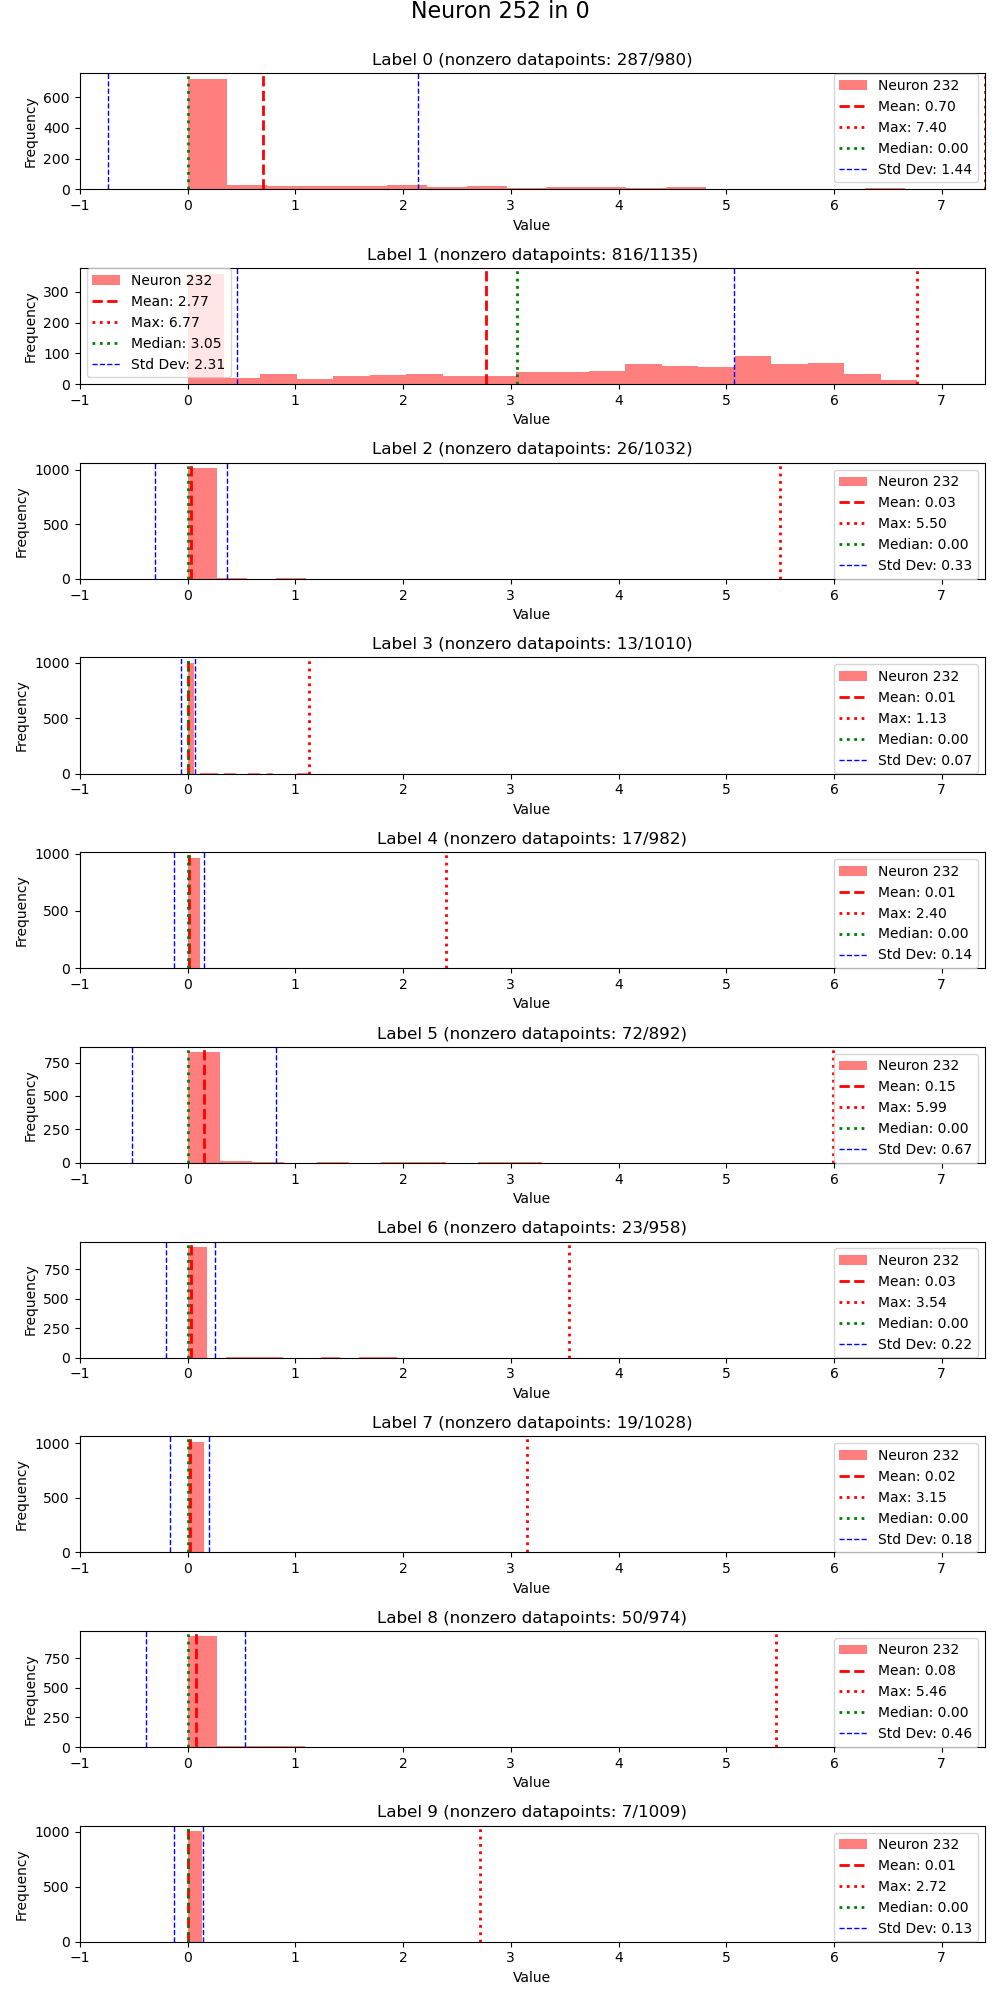 Neuron 252 in 0
Label 0 (nonzero datapoints: 287/980)
Frequency
600
400
200
0
Neuron 232
Mean: 0.70
Max: 7.40
Median: 0.00
Std Dev: 1.44
−1 0 1 2 3 4 5 6 7
Value
Label 1 (nonzero datapoints: 816/1135)
Frequency
300
200
100
0
Neuron 232
Mean: 2.77
Max: 6.77
Median: 3.05
Std Dev: 2.31
−1 0 1 2 3 4 5 6 7
Value
Label 2 (nonzero datapoints: 26/1032)
Frequency
1000
500
0
Neuron 232
Mean: 0.03
Max: 5.50
Median: 0.00
Std Dev: 0.33
−1 0 1 2 3 4 5 6 7
Value
Label 3 (nonzero datapoints: 13/1010)
Frequency
1000
500
0
Neuron 232
Mean: 0.01
Max: 1.13
Median: 0.00
Std Dev: 0.07
−1 0 1 2 3 4 5 6 7
Value
Label 4 (nonzero datapoints: 17/982)
Frequency
1000
500
0
Neuron 232
Mean: 0.01
Max: 2.40
Median: 0.00
Std Dev: 0.14
−1 0 1 2 3 4 5 6 7
Value
Label 5 (nonzero datapoints: 72/892)
Frequency
750
500
250
0
Neuron 232
Mean: 0.15
Max: 5.99
Median: 0.00
Std Dev: 0.67
−1 0 1 2 3 4 5 6 7
Value
Label 6 (nonzero datapoints: 23/958)
Frequency
750
500
250
0
Neuron 232
Mean: 0.03
Max: 3.54
Median: 0.00
Std Dev: 0.22
−1 0 1 2 3 4 5 6 7
Value
Label 7 (nonzero datapoints: 19/1028)
Frequency
1000
500
0
Neuron 232
Mean: 0.02
Max: 3.15
Median: 0.00
Std Dev: 0.18
−1 0 1 2 3 4 5 6 7
Value
Label 8 (nonzero datapoints: 50/974)
Frequency
750
500
250
0
Neuron 232
Mean: 0.08
Max: 5.46
Median: 0.00
Std Dev: 0.46
−1 0 1 2 3 4 5 6 7
Value
Label 9 (nonzero datapoints: 7/1009)
Frequency
1000
500
0
Neuron 232
Mean: 0.01
Max: 2.72
Median: 0.00
Std Dev: 0.13
−1 0 1 2 3 4 5 6 7
Value